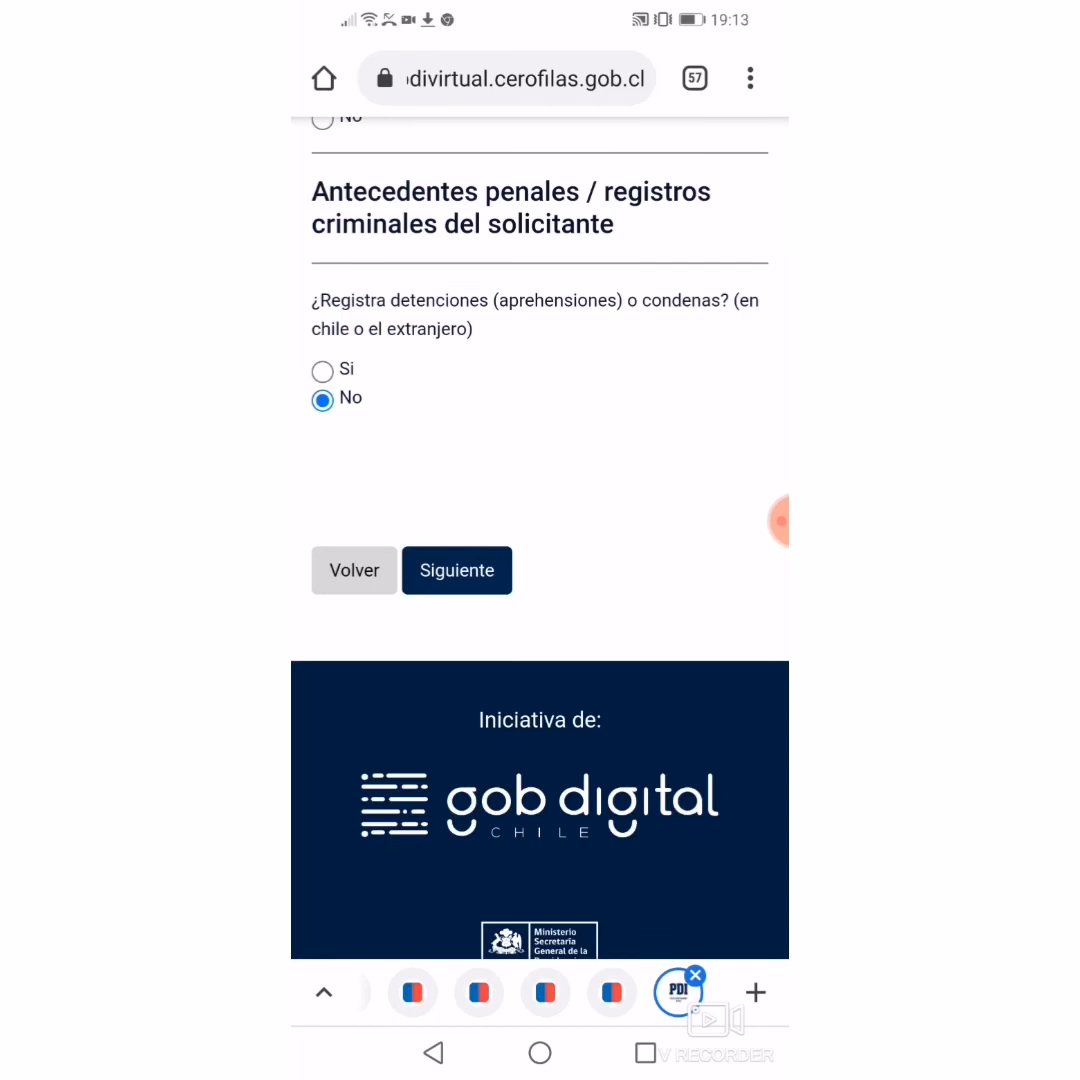 19:13
divirtual.cerofilas.gob.cl
57
No
Antecedentes penales / registros
criminales del solicitante
¿Registra detenciones (aprehensiones) o condenas? (en
chile o el extranjero)
Si
No
Volver
Siguiente
Iniciativa de:
gob digital
CHILE
Ministerio
Secretaría
General de la
PDI
V RECORDER